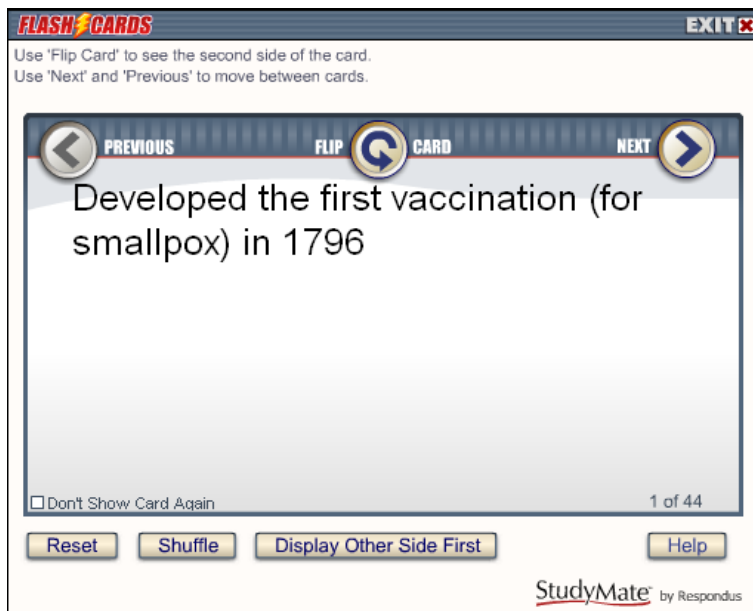 FLASH CARDS
EXIT
Use 'Flip Card' to see the second side of the card.
Use 'Next' and 'Previous' to move between cards.
PREVIOUS
FLIP CARD
NEXT
Developed the first vaccination (for
smallpox) in 1796
Don't Show Card Again
1 of 44
Reset
Shuffle
Display Other Side First
Help
StudyMate by Respondus